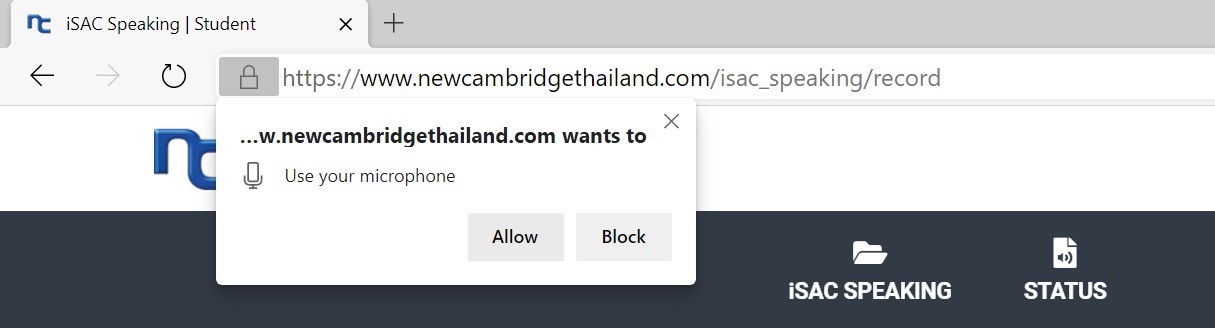 iSAC Speaking | Student
https://www.newcambridgethailand.com/isac_speaking/record
...w.newcambridgethailand.com wants to
Use your microphone
Allow Block
nc
iSAC SPEAKING STATUS